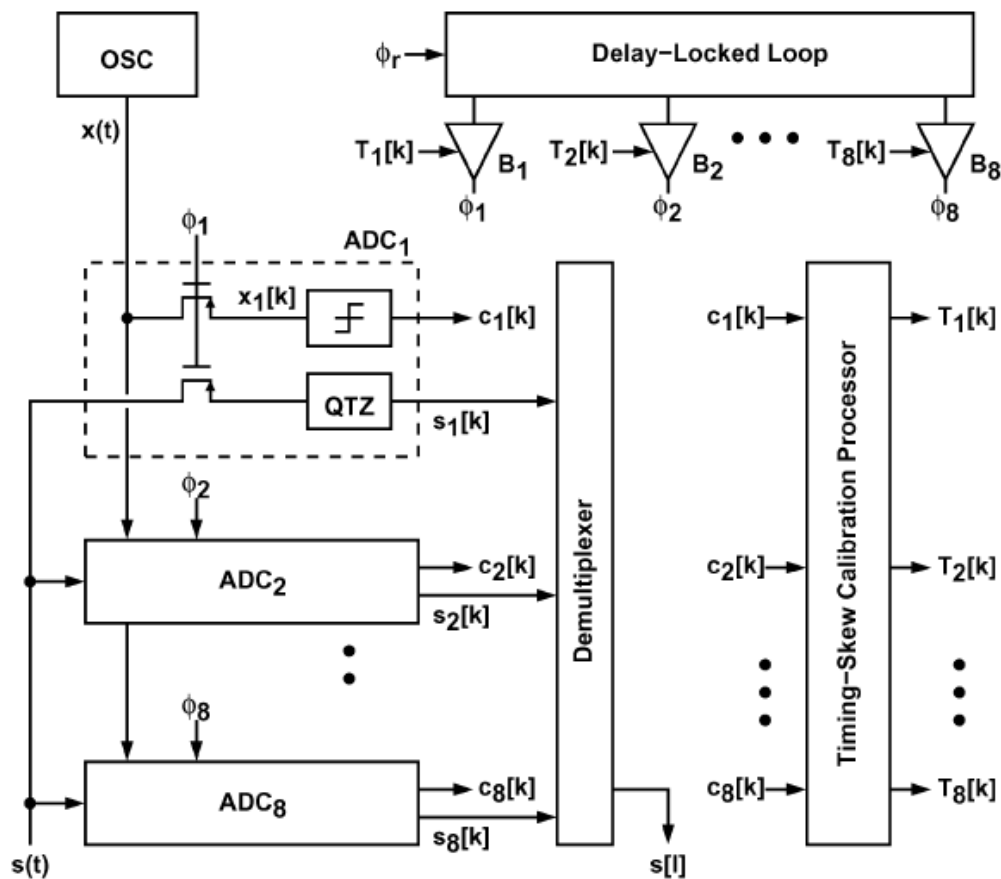 OSC
Delay−Locked Loop
ϕr
x(t)
T1[k]
B1
T2[k]
B2
T8[k]
B8
ϕ1
ϕ2
ϕ8
ϕ1
ADC1
x1[k]
c1[k]
QTZ
s1[k]
ϕ2
ADC2
c2[k]
s2[k]
ϕ8
ADC8
c8[k]
s8[k]
s(t)
Demultiplexer
s[l]
c1[k]
T1[k]
c2[k]
T2[k]
c8[k]
T8[k]
Timing−Skew Calibration Processor